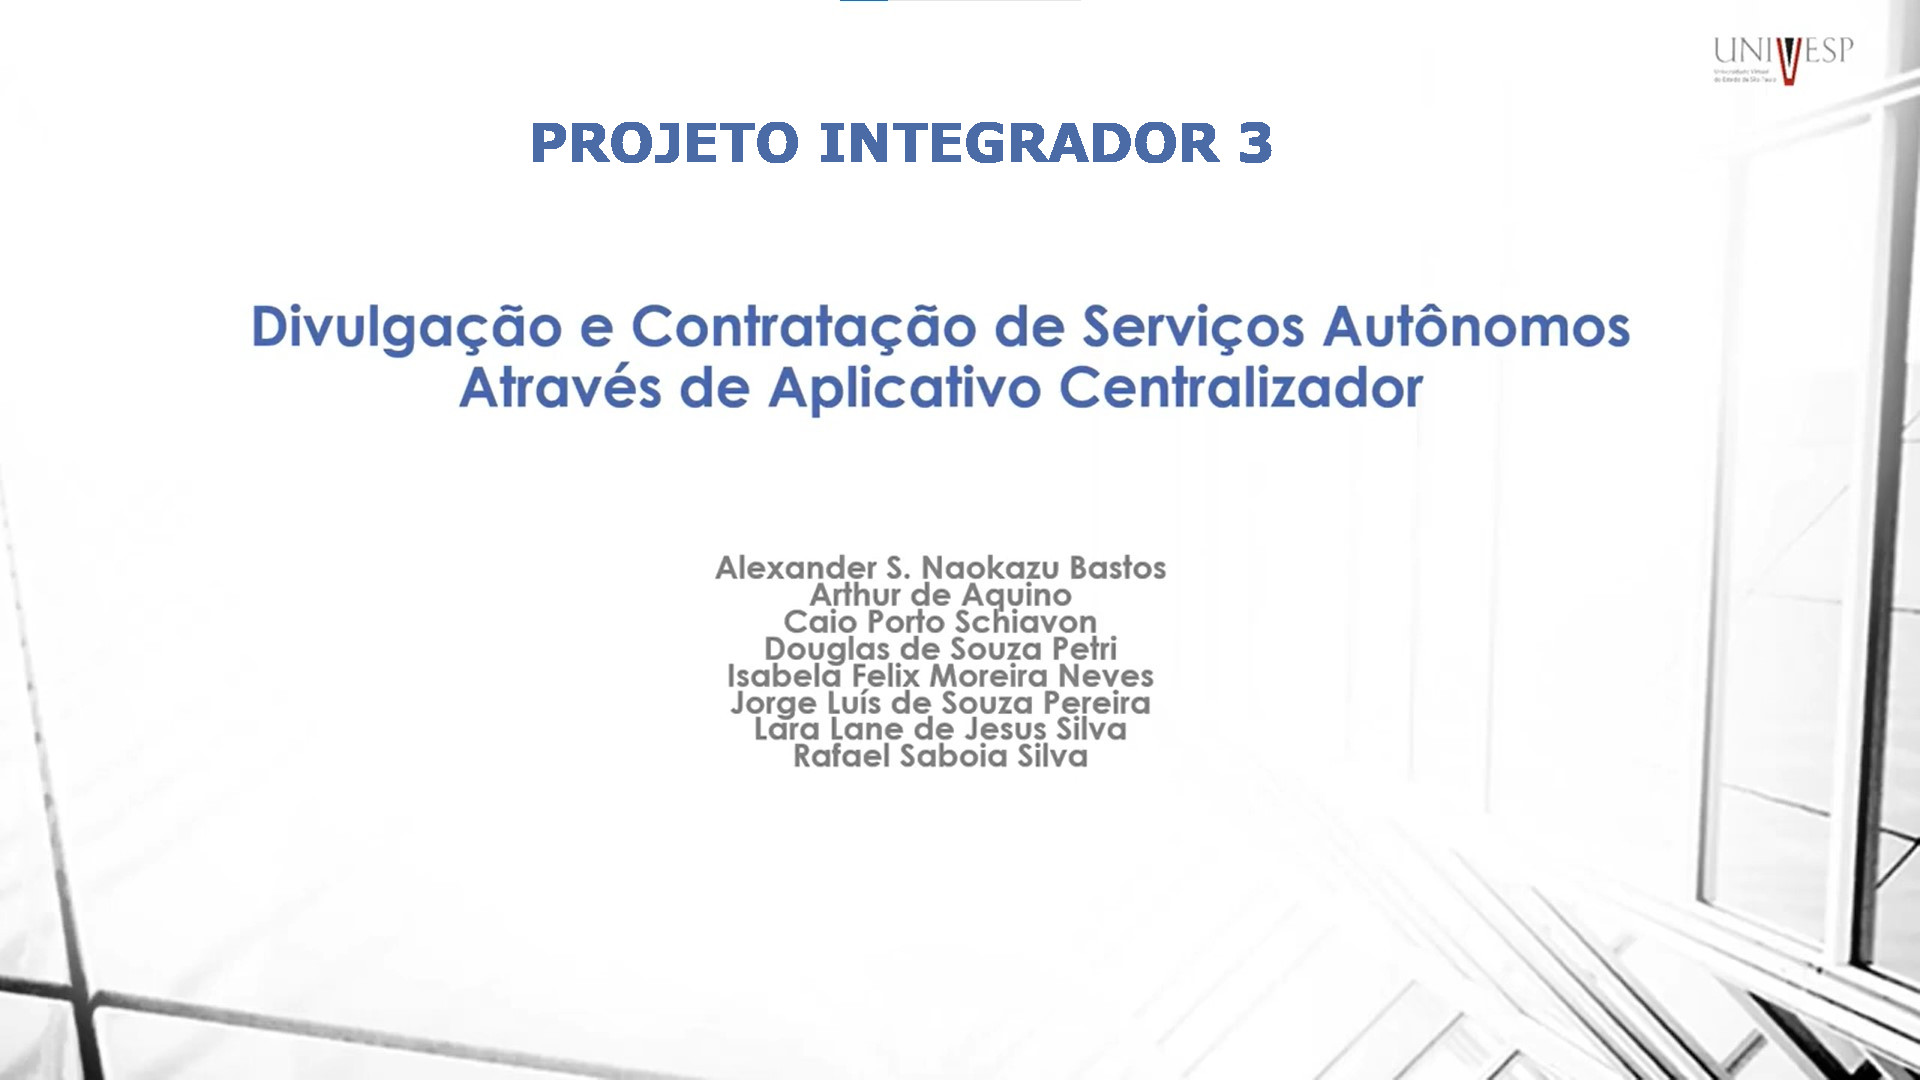 UNIVESP
Universidade Virtual
do Estado de São Paulo
PROJETO INTEGRADOR 3
Divulgação e Contratação de Serviços Autônomos
Através de Aplicativo Centralizador
Alexander S. Naokazu Bastos
Arthur de Aquino
Caio Porto Schiavon
Douglas de Souza Petri
Isabela Felix Moreira Neves
Jorge Luís de Souza Pereira
Lara Lane de Jesus Silva
Rafael Saboia Silva